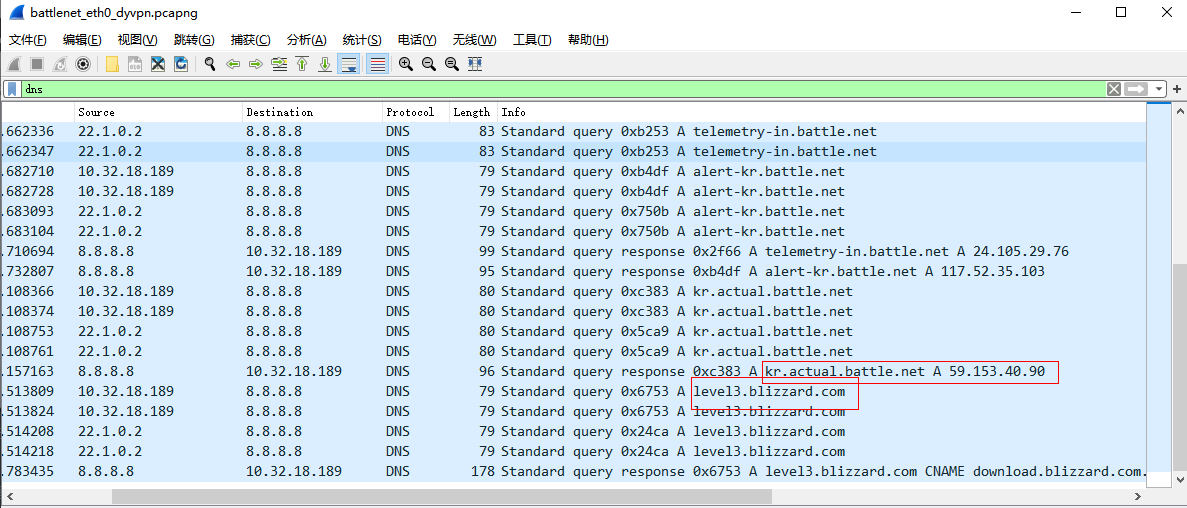 battlenet_eth0_dyvpn.pcapng
文件(F) 编辑(E) 视图(V) 跳转(G) 捕获(C) 分析(A) 统计(S) 电话(Y) 无线(W) 工具(T) 帮助(H)
dns
Source Destination Protocol Length Info
.662336 22.1.0.2 8.8.8.8 DNS 83 Standard query 0xb253 A telemetry-in.battle.net
.662347 22.1.0.2 8.8.8.8 DNS 83 Standard query 0xb253 A telemetry-in.battle.net
.682710 10.32.18.189 8.8.8.8 DNS 79 Standard query 0xb4df A alert-kr.battle.net
.682728 10.32.18.189 8.8.8.8 DNS 79 Standard query 0xb4df A alert-kr.battle.net
.683093 22.1.0.2 8.8.8.8 DNS 79 Standard query 0x750b A alert-kr.battle.net
.683104 22.1.0.2 8.8.8.8 DNS 79 Standard query 0x750b A alert-kr.battle.net
.710694 8.8.8.8 10.32.18.189 DNS 99 Standard query response 0x2f66 A telemetry-in.battle.net A 24.105.29.76
.732807 8.8.8.8 10.32.18.189 DNS 95 Standard query response 0xb4df A alert-kr.battle.net A 117.52.35.103
.108366 10.32.18.189 8.8.8.8 DNS 80 Standard query 0xc383 A kr.actual.battle.net
.108374 10.32.18.189 8.8.8.8 DNS 80 Standard query 0xc383 A kr.actual.battle.net
.108753 22.1.0.2 8.8.8.8 DNS 80 Standard query 0x5ca9 A kr.actual.battle.net
.108761 22.1.0.2 8.8.8.8 DNS 80 Standard query 0x5ca9 A kr.actual.battle.net
.157163 8.8.8.8 10.32.18.189 DNS 96 Standard query response 0xc383 A kr.actual.battle.net A 59.153.40.90
.513809 10.32.18.189 8.8.8.8 DNS 79 Standard query 0x6753 A level3.blizzard.com
.513824 10.32.18.189 8.8.8.8 DNS 79 Standard query 0x6753 A level3.blizzard.com
.514208 22.1.0.2 8.8.8.8 DNS 79 Standard query 0x24ca A level3.blizzard.com
.514218 22.1.0.2 8.8.8.8 DNS 79 Standard query 0x24ca A level3.blizzard.com
.783435 8.8.8.8 10.32.18.189 DNS 178 Standard query response 0x6753 A level3.blizzard.com CNAME download.blizzard.com.